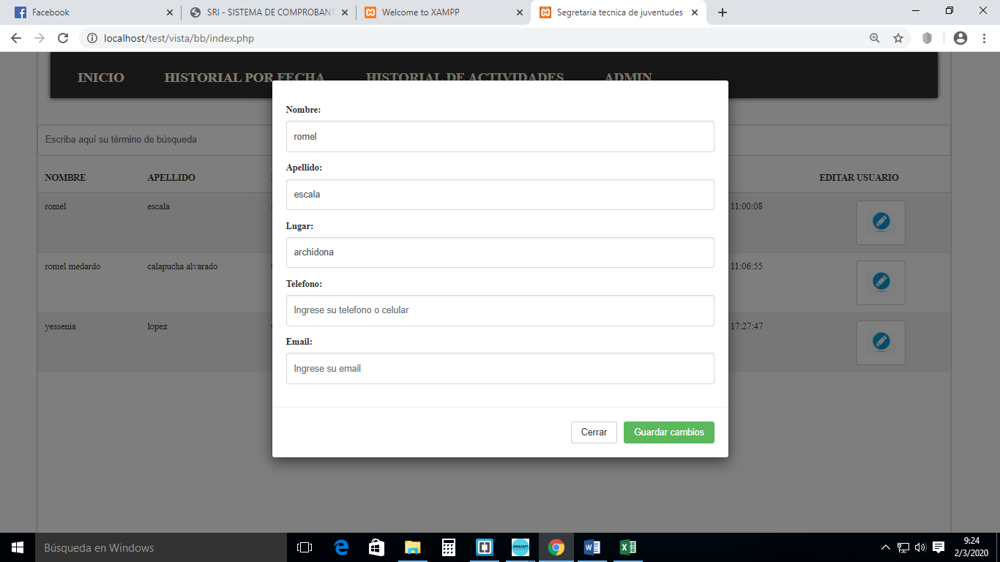 Facebook
SRI - SISTEMA DE COMPROBANT
Welcome to XAMPP
Segretaria tecnica de juventudes
localhost/test/vista/bb/index.php
INICIO HISTORIAL POR FECHA HISTORIAL DE ACTIVIDADES ADMIN
Escriba aquí su término de búsqueda
NOMBRE APELLIDO EDITAR USUARIO
romel escala 11:00:08
romel medardo calapucha alvarado 11:06:55
yessenia lopez 17:27:47
Nombre:
romel
Apellido:
escala
Lugar:
archidona
Telefono:
Ingrese su telefono o celular
Email:
Ingrese su email
Cerrar Guardar cambios
Búsqueda en Windows
ANASATI
9:24
2/3/2020